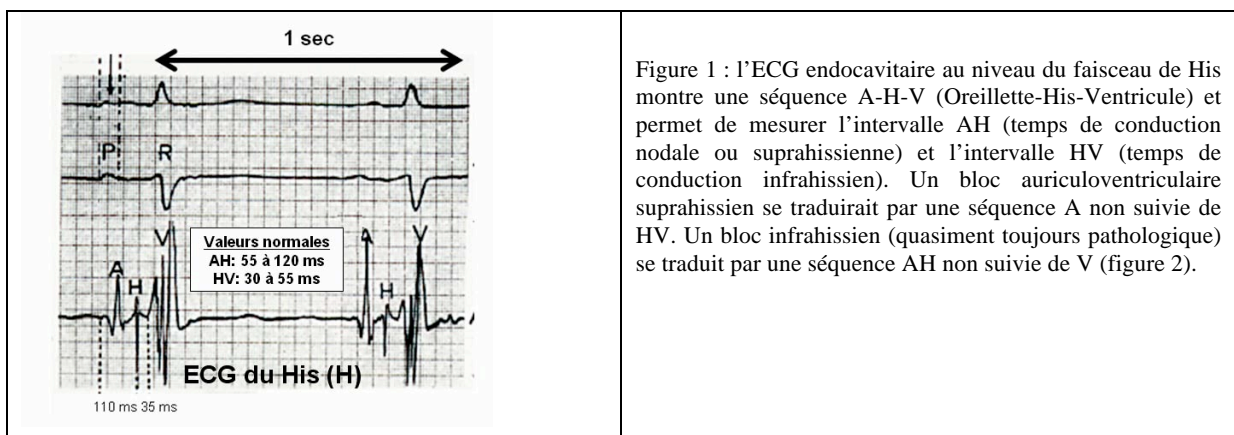 1 sec
P
R
Valeurs normales
AH: 55 à 120 ms
HV: 30 à 55 ms
V
A
V
A
H
H
ECG du His (H)
110 ms 35 ms
Figure 1 : l’ECG endocavitaire au niveau du faisceau de His
montre une séquence A-H-V (Oreillette-His-Ventricule) et
permet de mesurer l’intervalle AH (temps de conduction
nodale ou suprahissienne) et l’intervalle HV (temps de
conduction infrahissien). Un bloc auriculoventriculaire
suprahissien se traduirait par une séquence A non suivie de
HV. Un bloc infrahissien (quasiment toujours pathologique)
se traduit par une séquence AH non suivie de V (figure 2).